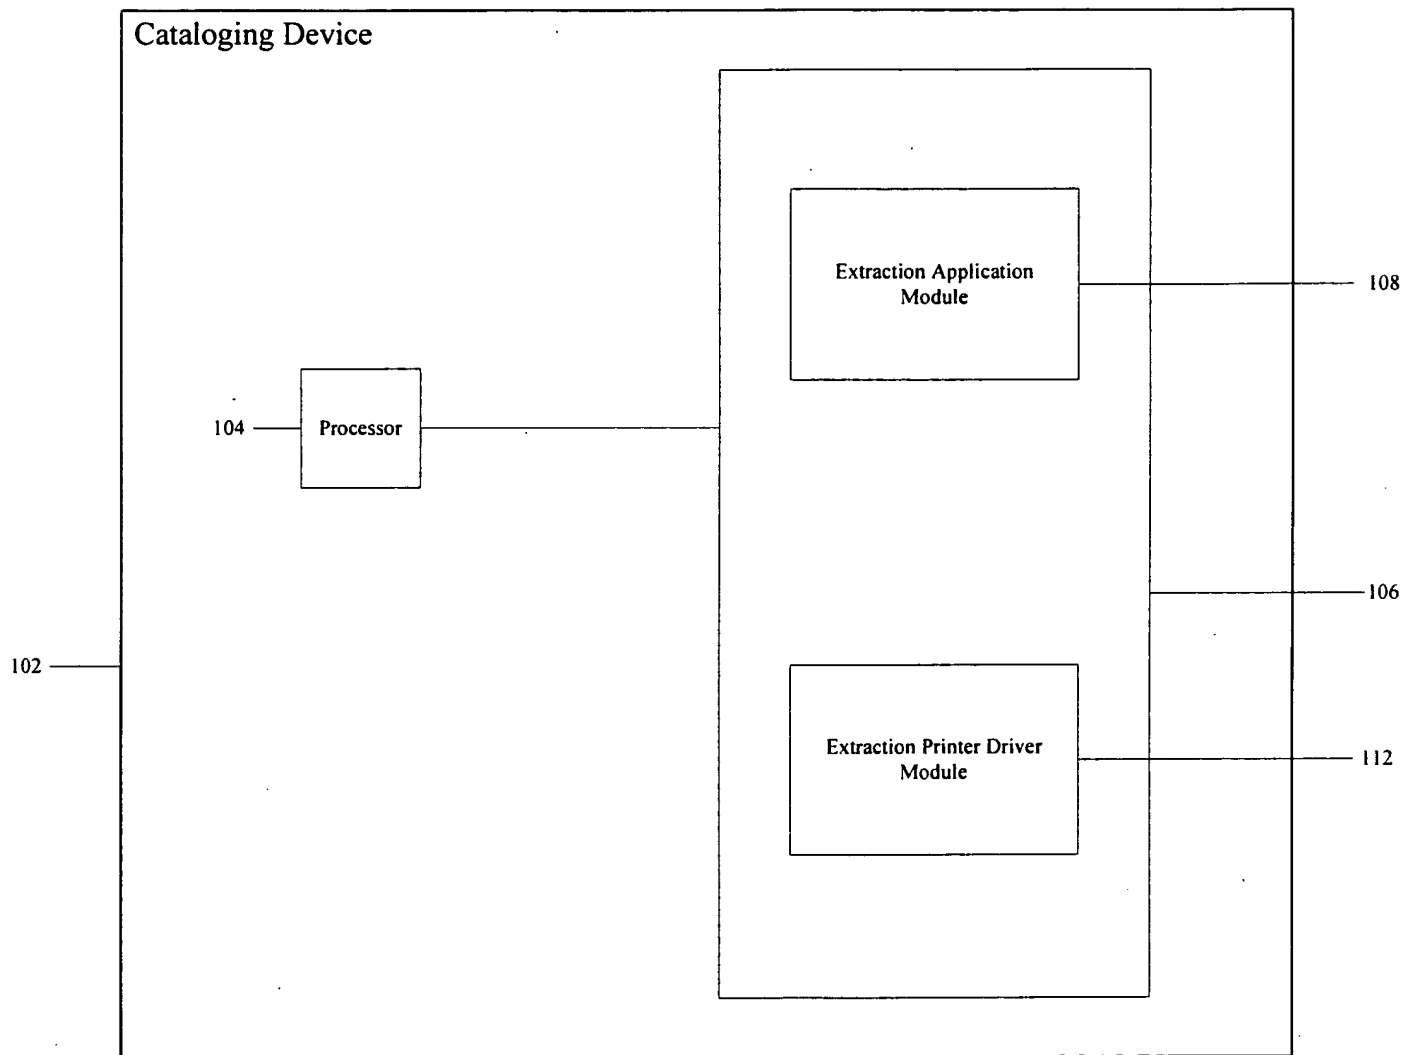 Cataloging Device
Extraction Application
Module
108
104
Processor
106
102
Extraction Printer Driver
Module
112